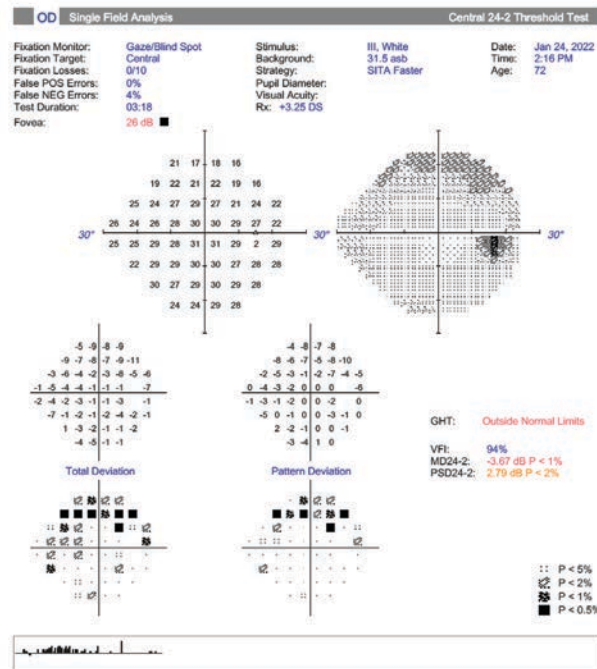 OD Single Field Analysis Central 24-2 Threshold Test
Fixation Monitor: Gaze/Blind Spot Stimulus: III, White Date: Jan 24, 2022
Fixation Target: Central Background: 31.5 asb Time: 2:16 PM
Fixation Losses: 0/10 Strategy: SITA Faster Age: 72
False POS Errors: 0% Pupil Diameter:
False NEG Errors: 4% Visual Acuity:
Test Duration: 03:18 Rx: +3.25 DS
Fovea: 26 dB
21 17 18 16
19 22 21 22 19 16
25 24 27 29 27 21 24 22
26 24 26 28 30 30 29 27 22
30° 30° 30°
25 25 29 28 31 31 29 2 29
22 29 29 30 30 27 28 28
30 27 29 30 29 28
24 24 29 28
-5 -9 -8 -9 -4 -8 -7 -8
-9 -7 -8 -7 -9 -11 -8 -6 -7 -5 -8 -10
-3 -6 -4 -2 -3 -8 -5 -6 -2 -5 -3 -1 -2 -7 -4 -5
-1 -5 -4 -4 -1 -1 -1 -7 0 -4 -3 -2 0 0 0 -6
-2 -4 -2 -3 -1 -1 -1 -1 -1 -3 0 -2 0 0 0 0
-7 -1 -2 -1 -2 -4 -2 -2 -5 0 -1 0 0 -3 -1 0
1 -3 -2 -1 -1 -2 2 -2 -1 0 0 -1
-4 -5 -1 -1 -3 -4 1 0
GHT: Outside Normal Limits
VFI: 94%
MD24-2: -3.67 dB P < 1%
PSD24-2: 2.79 dB P < 2%
Total Deviation Pattern Deviation
P < 5%
P < 2%
P < 1%
P < 0.5%